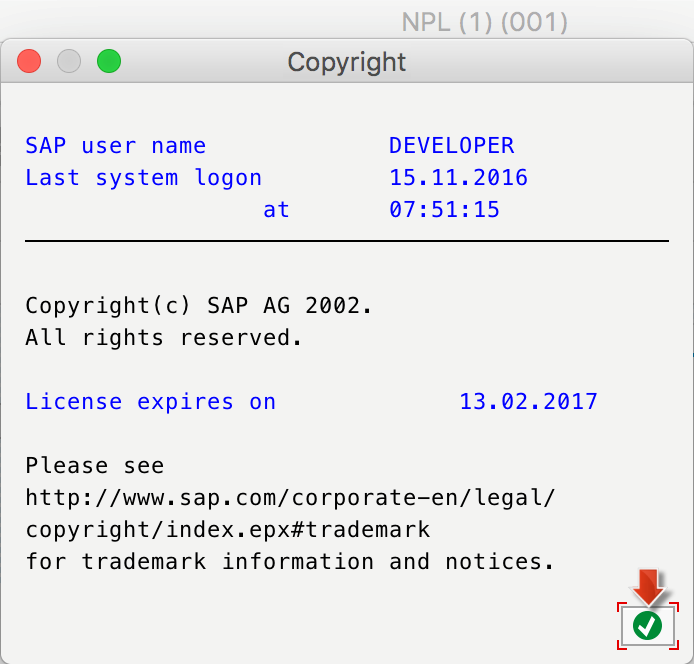 NPL (1) (001)
Copyright
SAP user name DEVELOPER
Last system logon 15.11.2016
at 07:51:15
Copyright(c) SAP AG 2002.
All rights reserved.
License expires on 13.02.2017
Please see
http://www.sap.com/corporate-en/legal/
copyright/index.epx#trademark
for trademark information and notices.